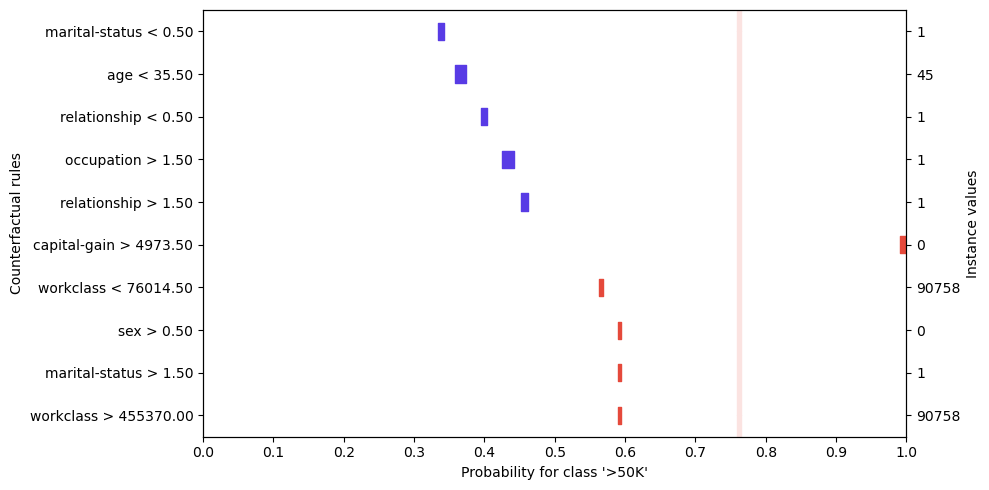 marital-status < 0.50 1
age < 35.50 45
relationship < 0.50 1
occupation > 1.50 1
relationship > 1.50 1
capital-gain > 4973.50 0
workclass < 76014.50 90758
sex > 0.50 0
marital-status > 1.50 1
workclass > 455370.00 90758
Counterfactual rules
Instance values
0.0 0.1 0.2 0.3 0.4 0.5 0.6 0.7 0.8 0.9 1.0
Probability for class '>50K'